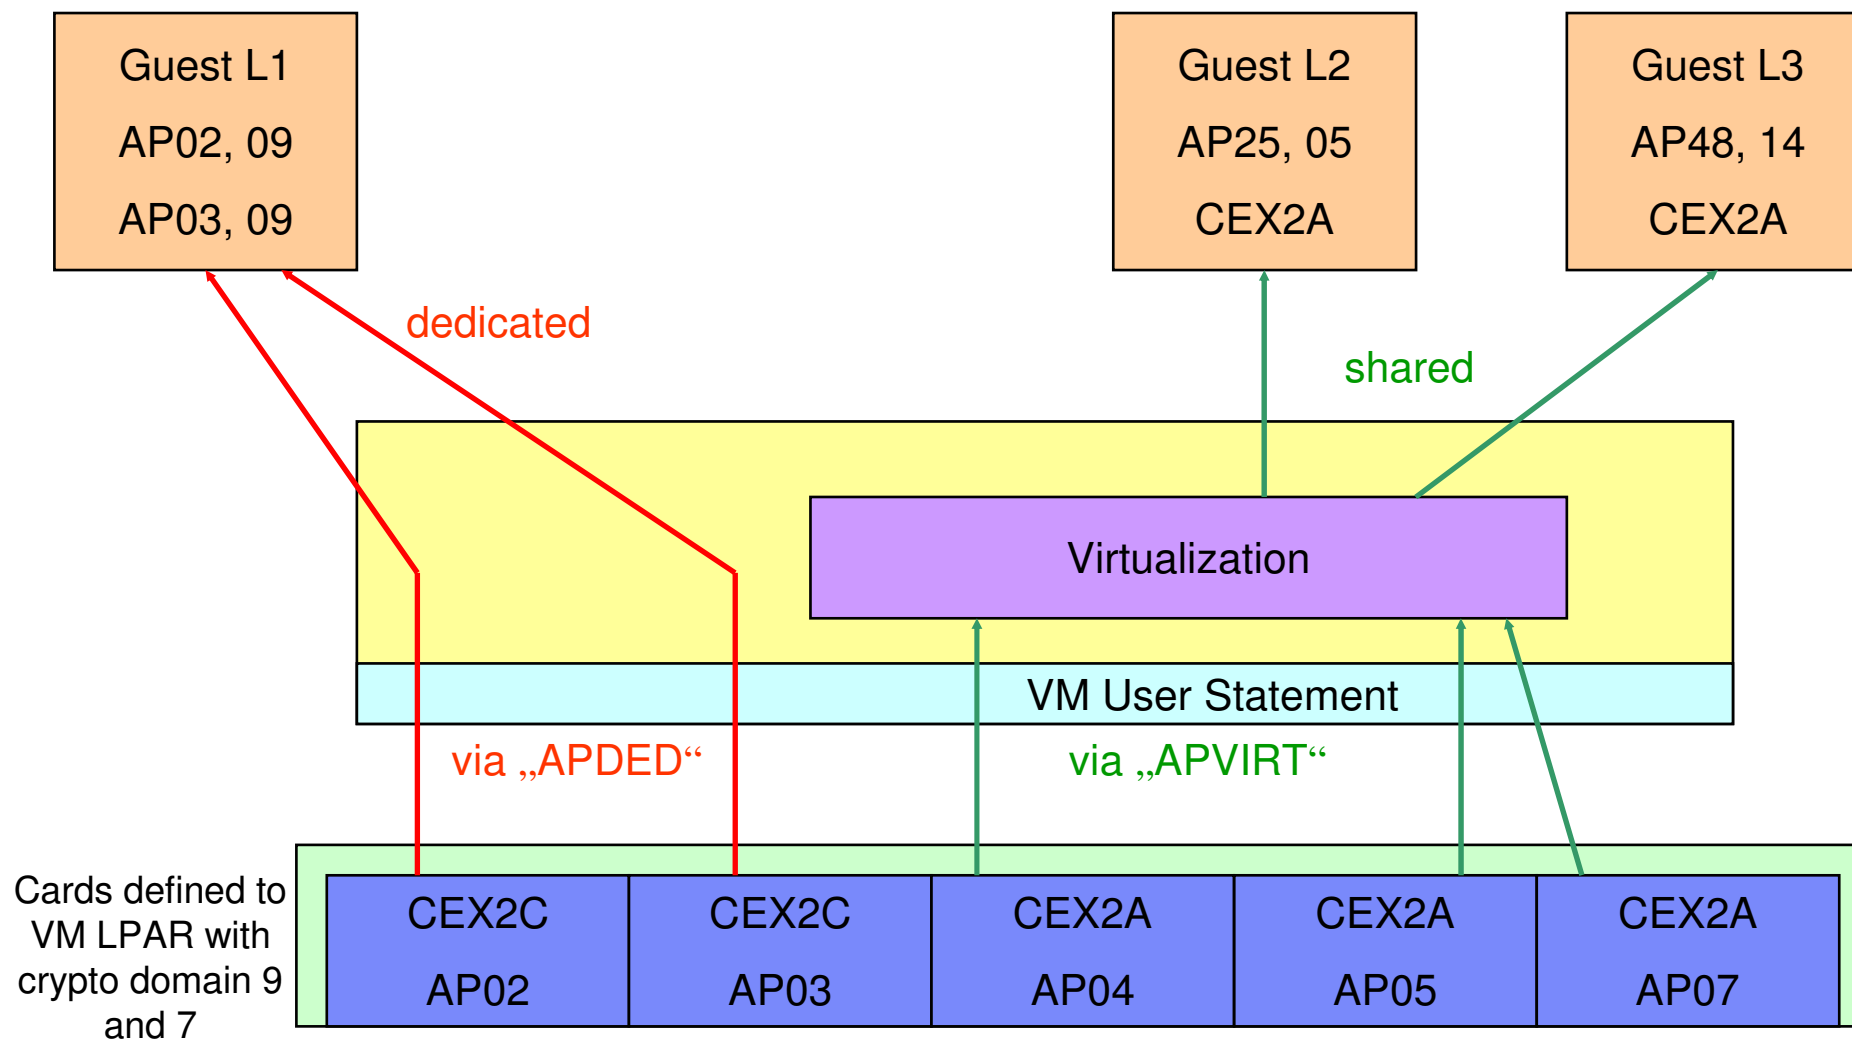 Guest L1
AP02, 09
AP03, 09
Guest L2
AP25, 05
CEX2A
Guest L3
AP48, 14
CEX2A
dedicated
shared
Virtualization
VM User Statement
via „APDED“
via „APVIRT“
Cards defined to
VM LPAR with
crypto domain 9
and 7
CEX2C
AP02
CEX2C
AP03
CEX2A
AP04
CEX2A
AP05
CEX2A
AP07